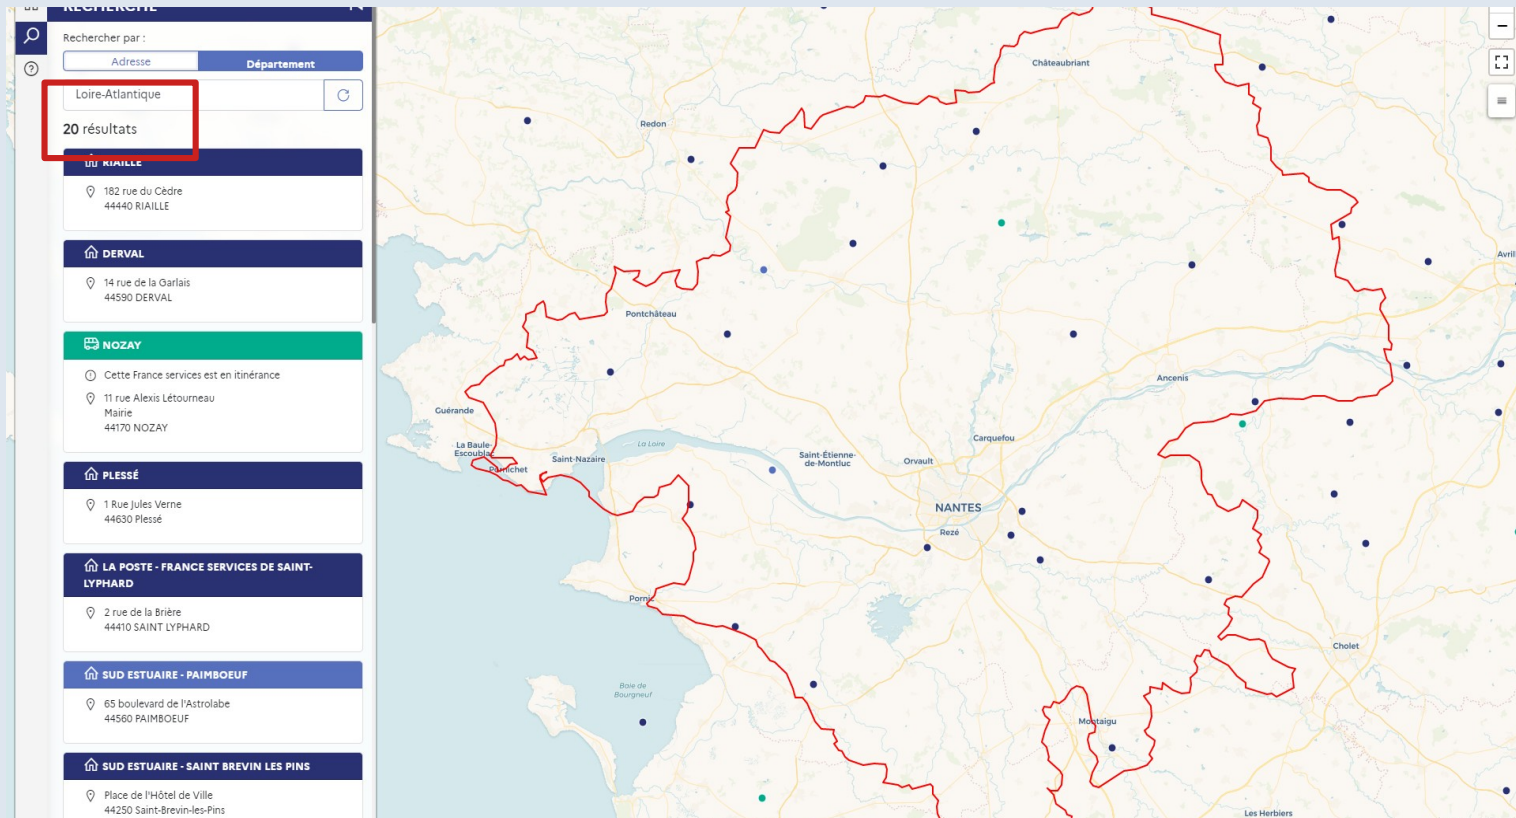 RECHERCHE
Rechercher par :
Adresse
Département
Loire-Atlantique
20 résultats
RIAILLE
182 rue du Cèdre
44440 RIAILLE
DERVAL
14 rue de la Garlais
44590 DERVAL
NOZAY
Cette France services est en itinérance
11 rue Alexis Létourneau
Mairie
44170 NOZAY
PLESSÉ
1 Rue Jules Verne
44630 Plessé
LA POSTE - FRANCE SERVICES DE SAINT-
LYPHARD
2 rue de la Brière
44410 SAINT LYPHARD
SUD ESTUAIRE - PAIMBOEUF
65 boulevard de l'Astrolabe
44560 PAIMBOEUF
SUD ESTUAIRE - SAINT BREVIN LES PINS
Place de l'Hôtel de Ville
44250 Saint-Brevin-les-Pins
Châteaubriant
Redon
Avrill
Pontchâteau
Ancenis
Guérande
Carquefou
La Baule-
Escoublac
La Loire
Saint-Nazaire
Saint-Étienne-
de-Montluc
Orvault
Pornichet
NANTES
Rezé
Pornic
Cholet
Baie de
Bourgneuf
Montaigu
Les Herbiers